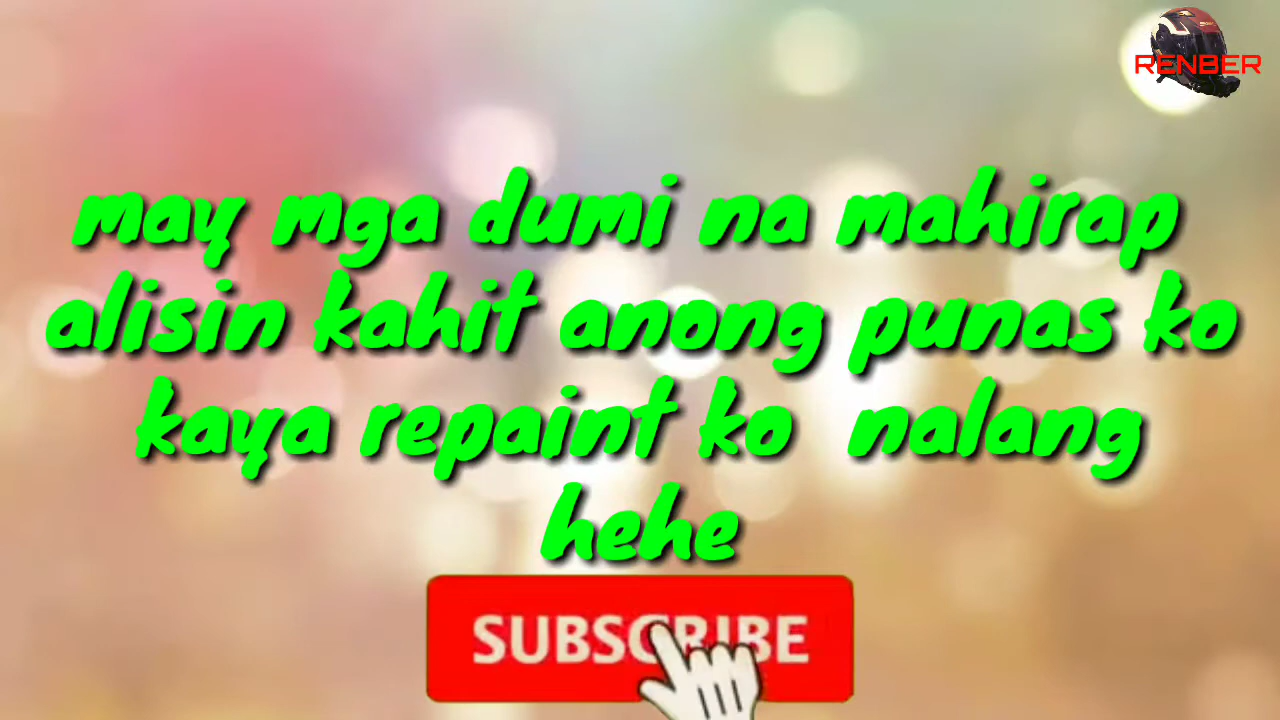 RENBER
may mga dumi na mahirap
alisin kahit anong punas ko
kaya repaint ko nalang
hehe
SUBSCRIBE